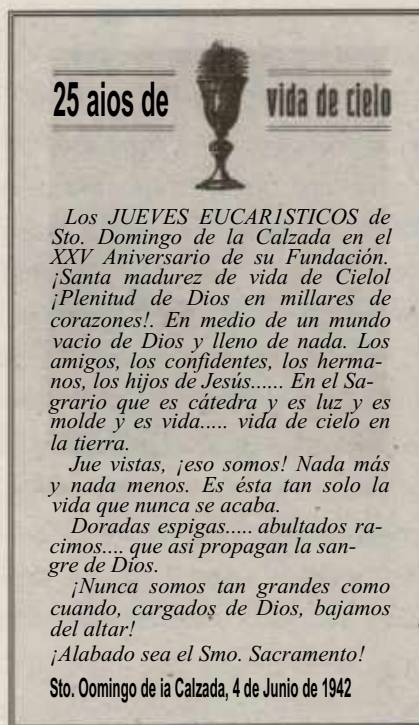 25 aios de vida de cielo
Los JUEVES EUCAR1STICOS de
Sto. Domingo de la Calzada en el
XXV Aniversario de su Fundación.
¡Santa madurez de vida de Cielol
¡Plenitud de Dios en millares de
corazones!. En medio de un mundo
vacio de Dios y lleno de nada. Los
amigos, los confidentes, los herma-
nos, los hijos de Jesús...... En el Sa-
grario que es cátedra y es luz y es
molde y es vida..... vida de cielo en
la tierra.
Jue vistas, ¡eso somos! Nada más
y nada menos. Es ésta tan solo la
vida que nunca se acaba.
Doradas espigas..... abultados ra-
cimos.... que asi propagan la san-
gre de Dios.
¡Nunca somos tan grandes como
cuando, cargados de Dios, bajamos
del altar!
¡Alabado sea el Smo. Sacramento!
Sto. Oomingo de ia Calzada, 4 de Junio de 1942